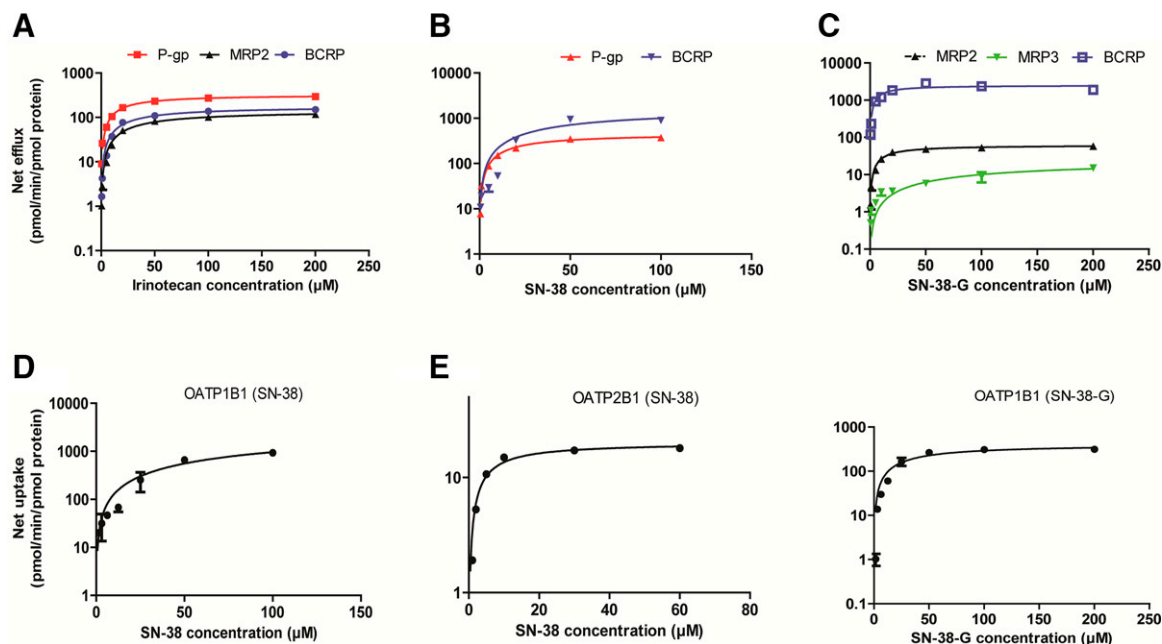 A
P-gp MRP2 BCRP
Net efflux
(pmol/min/pmol protein)
1000
100
10
1
0.1
0 50 100 150 200 250
Irinotecan concentration (µM)
B
P-gp BCRP
10000
1000
100
10
1
0 50 100 150
SN-38 concentration (µM)
C
MRP2 MRP3 BCRP
10000
1000
100
10
1
0.1
0 50 100 150 200 250
SN-38-G concentration (µM)
D
OATP1B1 (SN-38)
Net uptake
(pmol/min/pmol protein)
10000
1000
100
10
1
0 50 100 150
SN-38 concentration (µM)
E
OATP2B1 (SN-38)
10
1
0 20 40 60 80
SN-38 concentration (µM)
OATP1B1 (SN-38-G)
1000
100
10
1
0.1
0 50 100 150 200 250
SN-38-G concentration (µM)